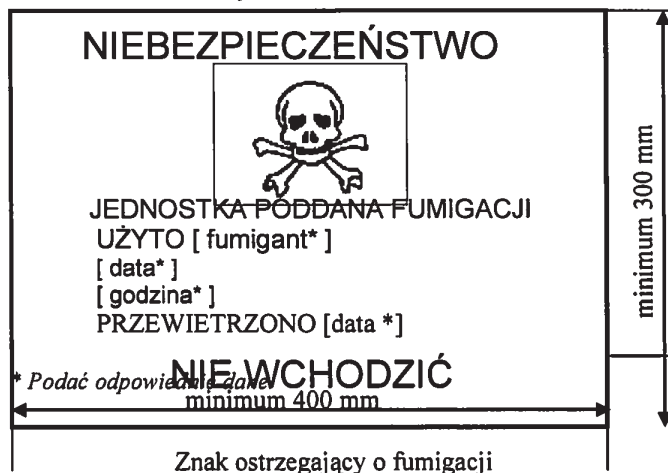 NIEBEZPIECZEŃSTWO
JEDNOSTKA PODDANA FUMIGACJI
UŻYTO [ fumigant* ]
[ data* ]
[ godzina* ]
PRZEWIETRZONO [data *]
NIE WCHODZIĆ
* Podać odpowiednie dane
minimum 400 mm
minimum 300 mm
Znak ostrzegający o fumigacji